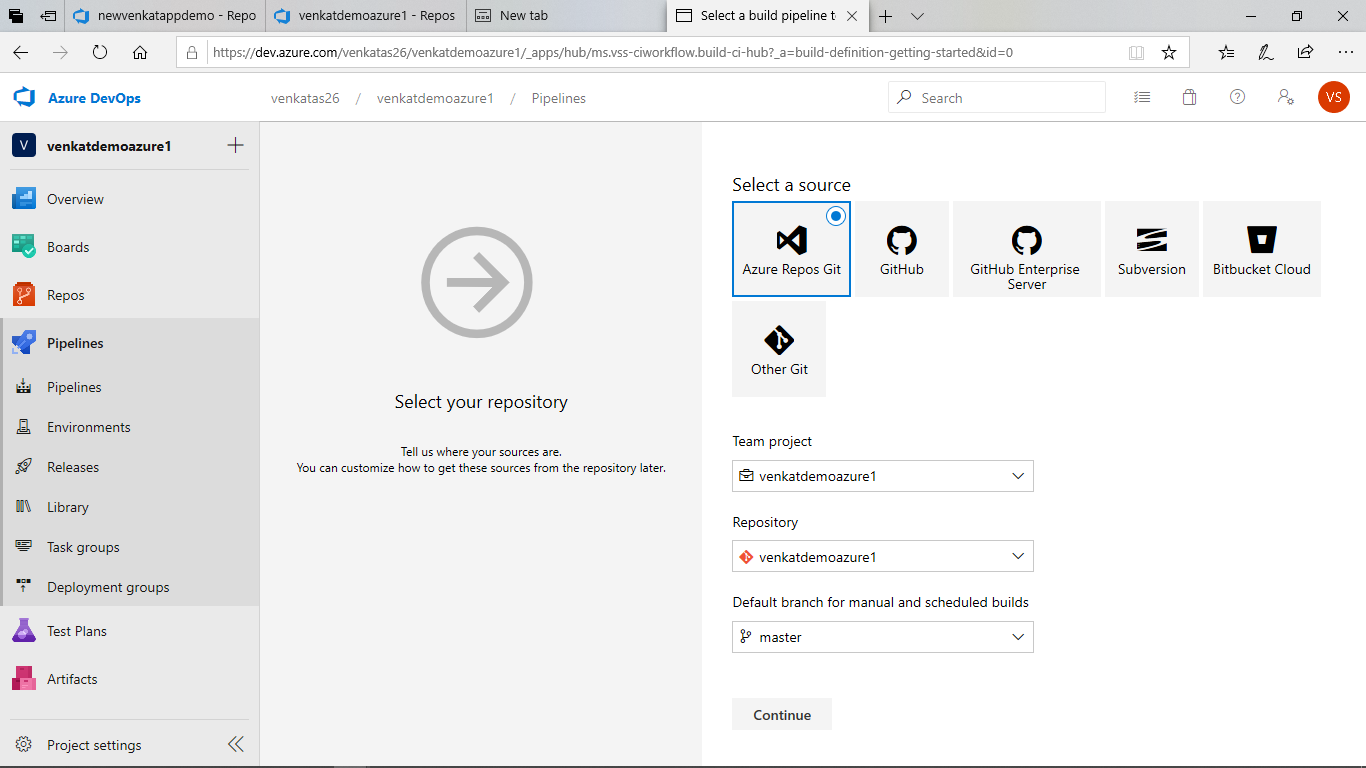 newvenkatappdemo - Repo
venkatdemoazure1 - Repos
New tab
Select a build pipeline t
https://dev.azure.com/venkatas26/venkatdemoazure1/_apps/hub/ms.vss-ciworkflow.build-ci-hub?_a=build-definition-getting-started&id=0
Azure DevOps
venkatas26 / venkatdemoazure1 / Pipelines
Search
VS
V venkatdemoazure1
Overview
Boards
Repos
Pipelines
Pipelines
Environments
Releases
Library
Task groups
Deployment groups
Test Plans
Artifacts
Project settings
Select your repository
Tell us where your sources are.
You can customize how to get these sources from the repository later.
Select a source
Azure Repos Git
GitHub
GitHub Enterprise
Server
Subversion
Bitbucket Cloud
Other Git
Team project
venkatdemoazure1
Repository
venkatdemoazure1
Default branch for manual and scheduled builds
master
Continue